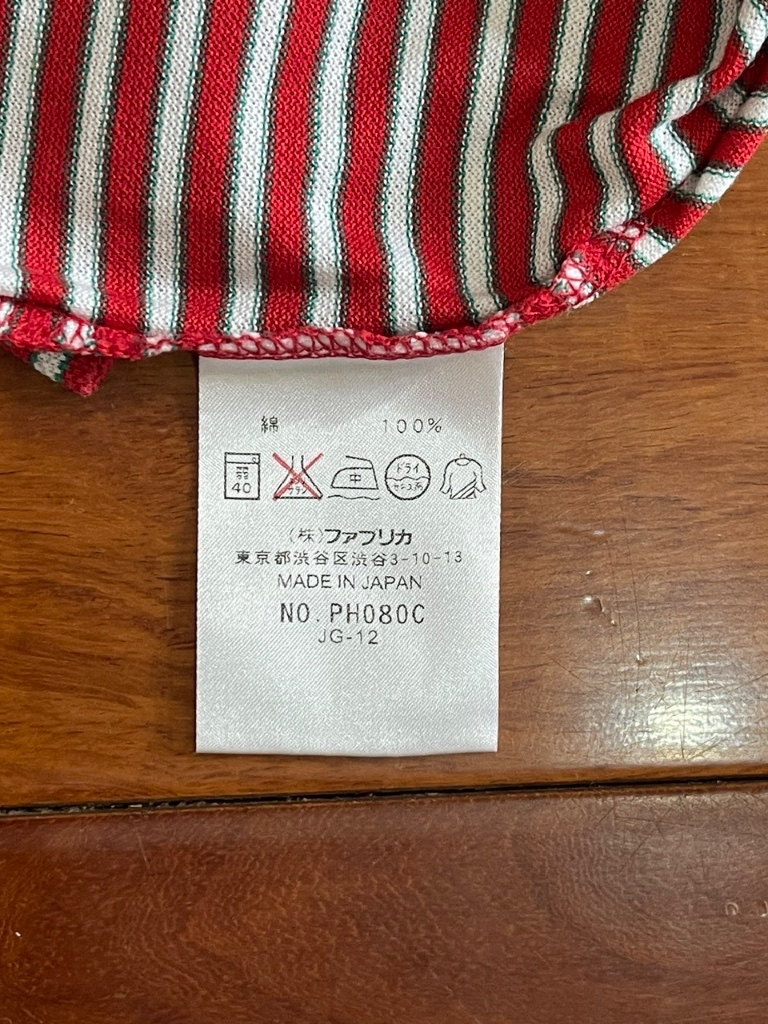 綿 100%
40 中 ドライ
(株)ファブリカ
東京都渋谷区渋谷3-10-13
MADE IN JAPAN
NO. PH080C
JG-12